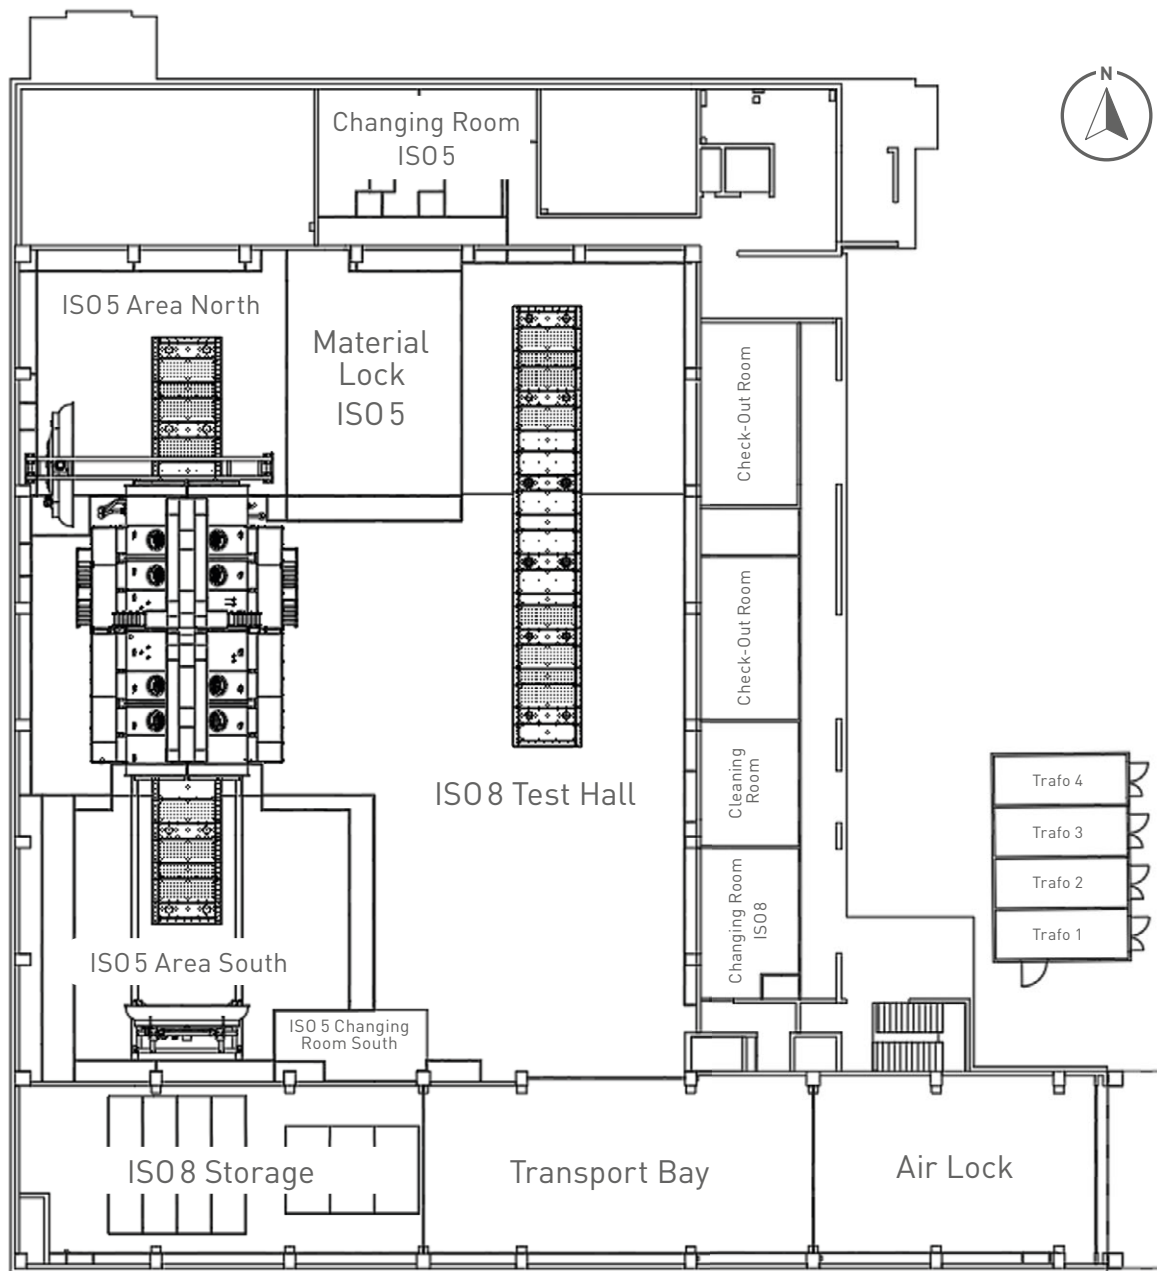 N
Changing Room
ISO 5
ISO 5 Area North
Material
Lock
ISO 5
Check-Out Room
Check-Out Room
Cleaning
Room
ISO 8 Test Hall
Trafo 4
Trafo 3
Trafo 2
Trafo 1
Changing Room
ISO 8
ISO 5 Area South
ISO 5 Changing
Room South
ISO 8 Storage
Transport Bay
Air Lock